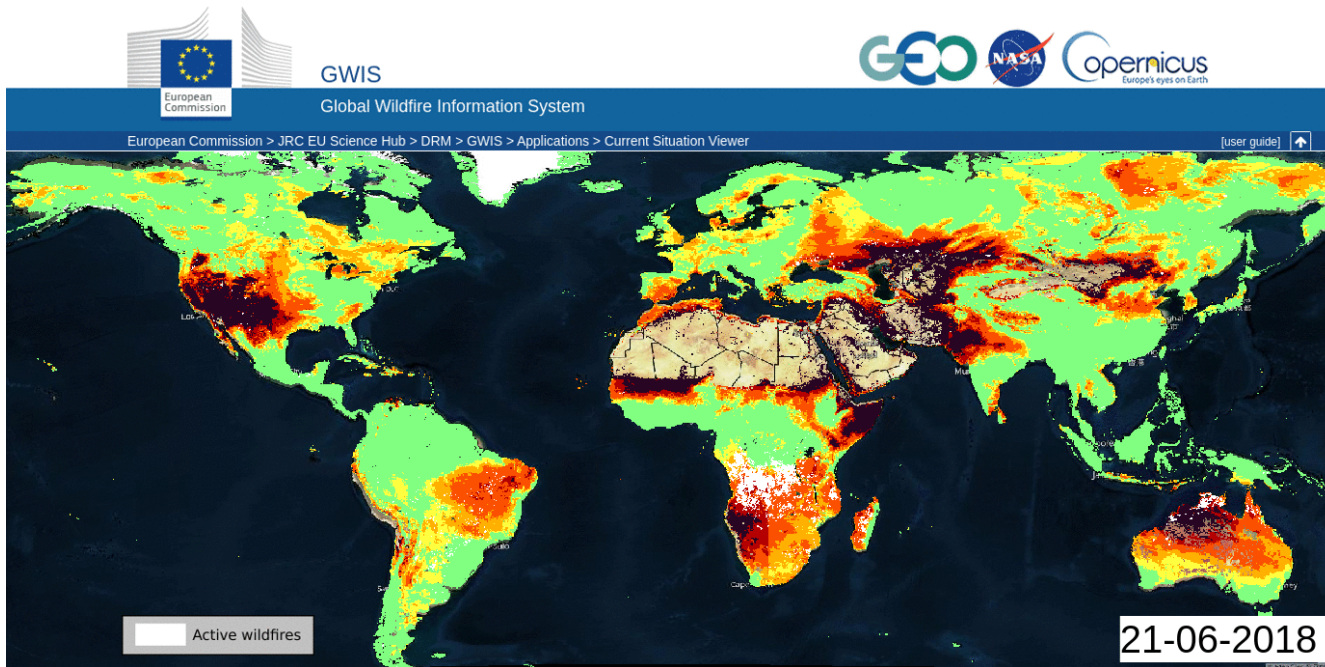 European
Commission
GWIS
GEO
NASA
opernicus
Europe's eyes on Earth
Global Wildfire Information System
European Commission > JRC EU Science Hub > DRM > GWIS > Applications > Current Situation Viewer
[user guide]
Active wildfires
21-06-2018